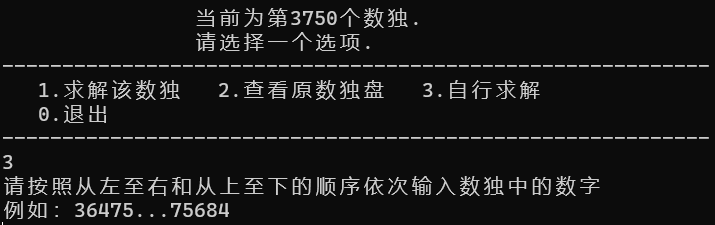 当前为第3750个数独.
请选择一个选项.
------------------------------------------------------------
1.求解该数独 2.查看原数独盘 3.自行求解
0.退出
------------------------------------------------------------
3
请按照从左至右和从上至下的顺序依次输入数独中的数字
例如: 36475...75684